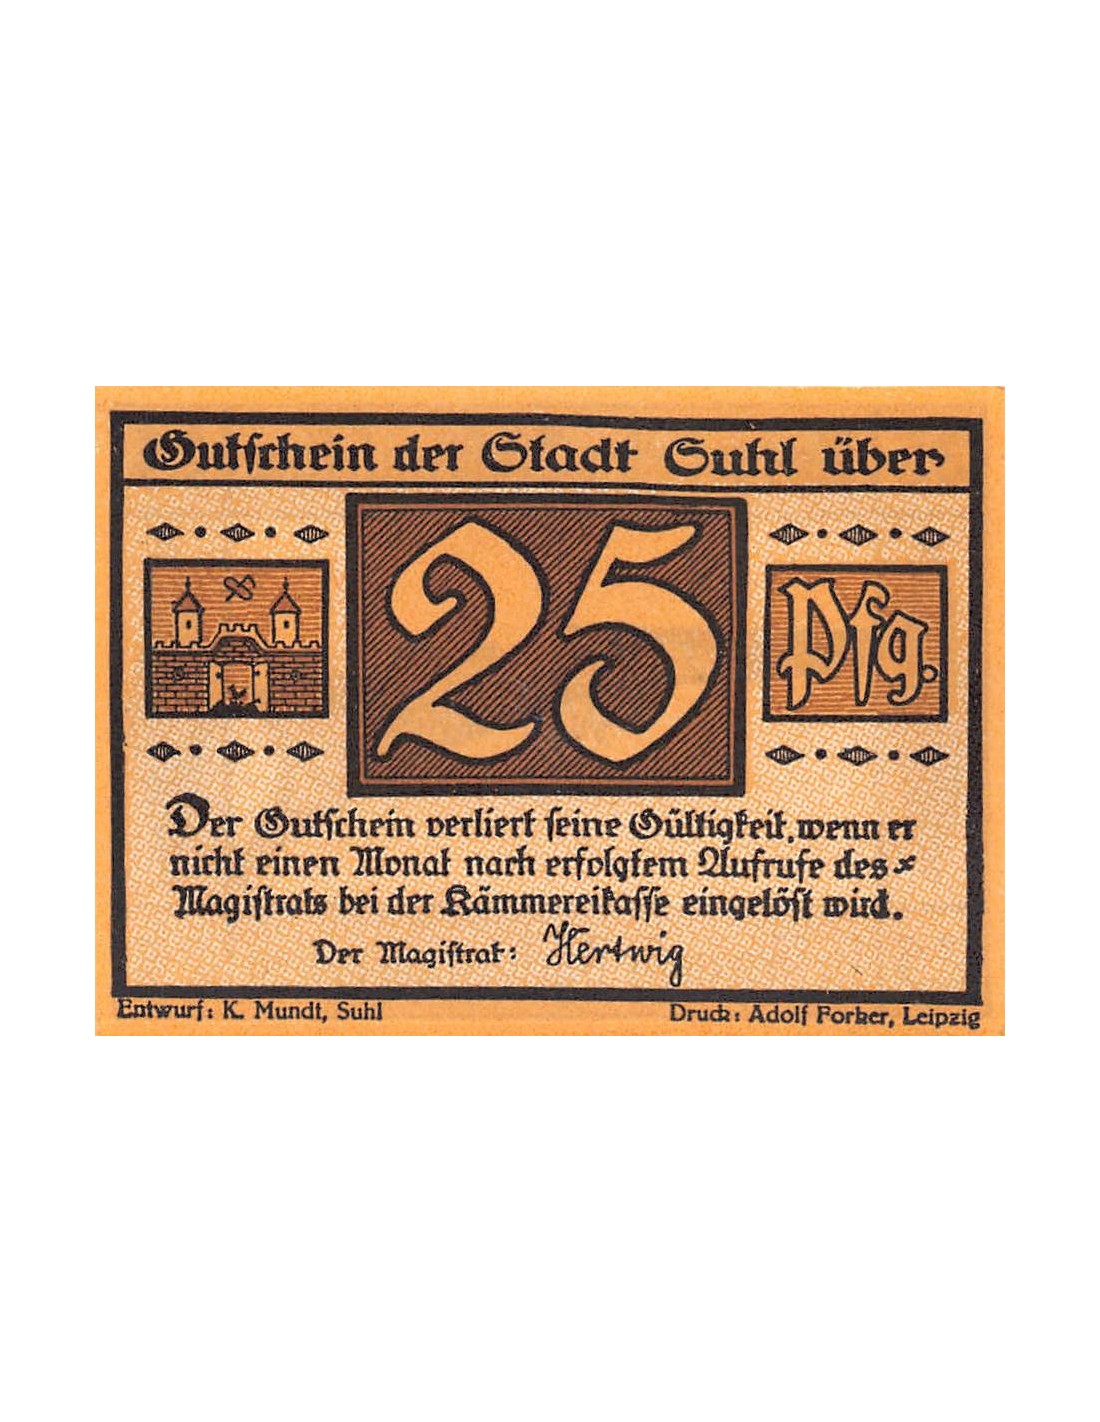 Gutschein der Stadt Suhl über
25
Pfg.
Der Gutschein verliert seine Gültigkeit, wenn er
nicht einen Monat nach erfolgtem Aufrufe des
Magistrats bei der Kämmereikasse eingelöst wird.
Der Magistrat: Hertwig
Entwurf: K. Mundt, Suhl
Druck: Adolf Forker, Leipzig